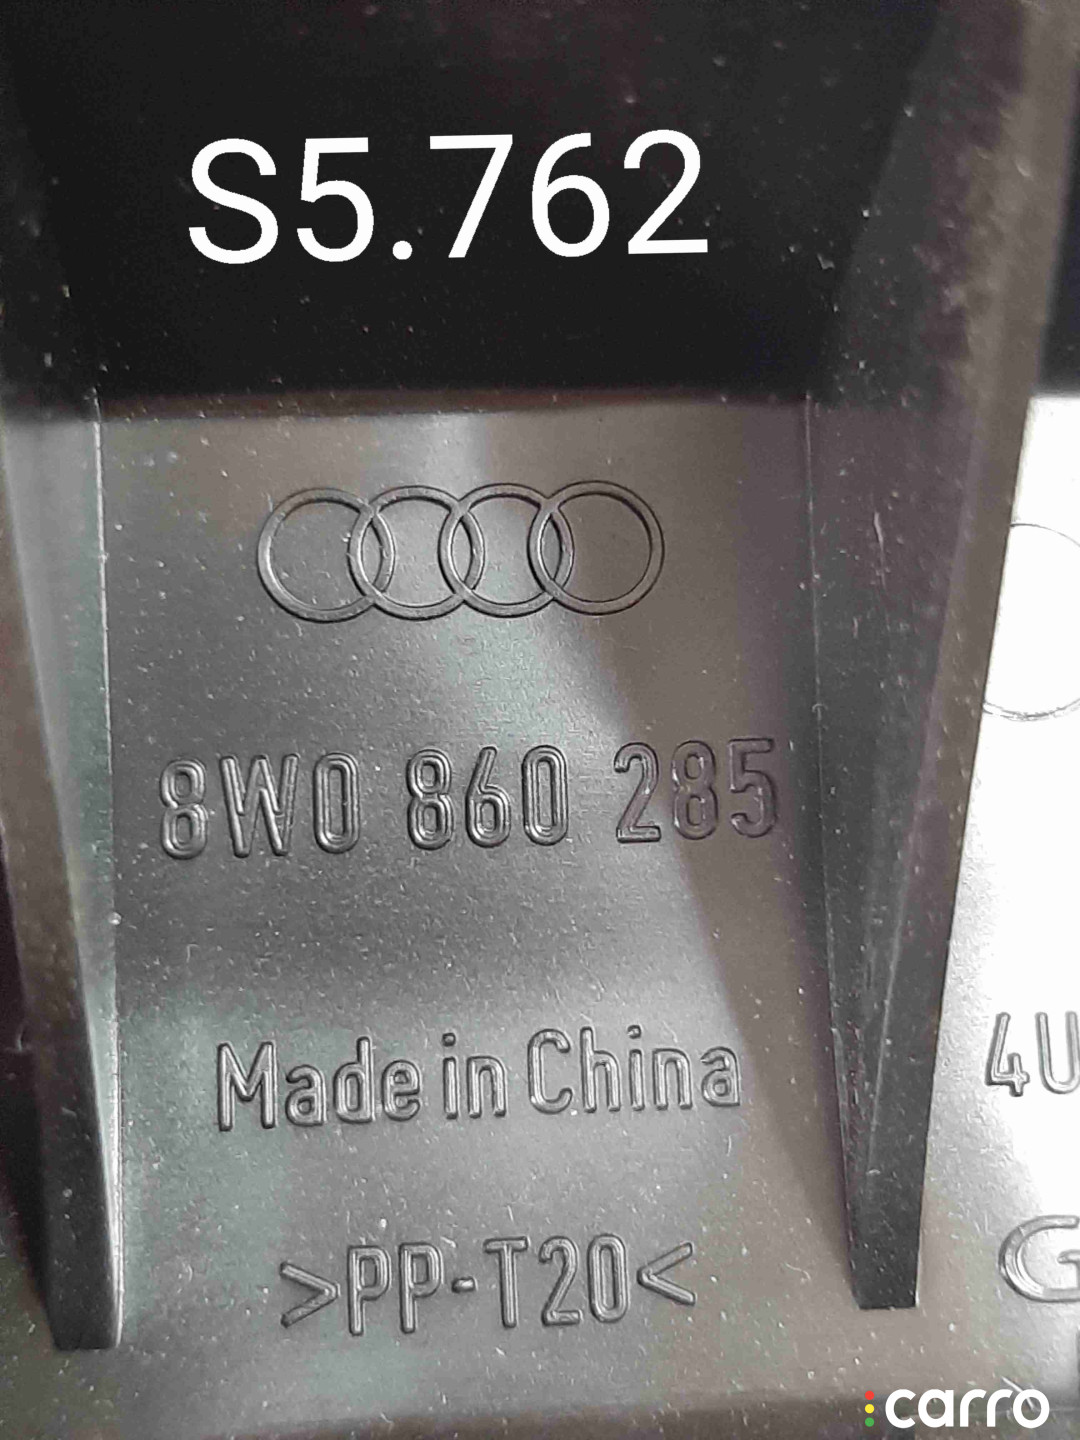 S5.762
8W0 860 285
Made in China
4U
>PP-T20<
G
carro